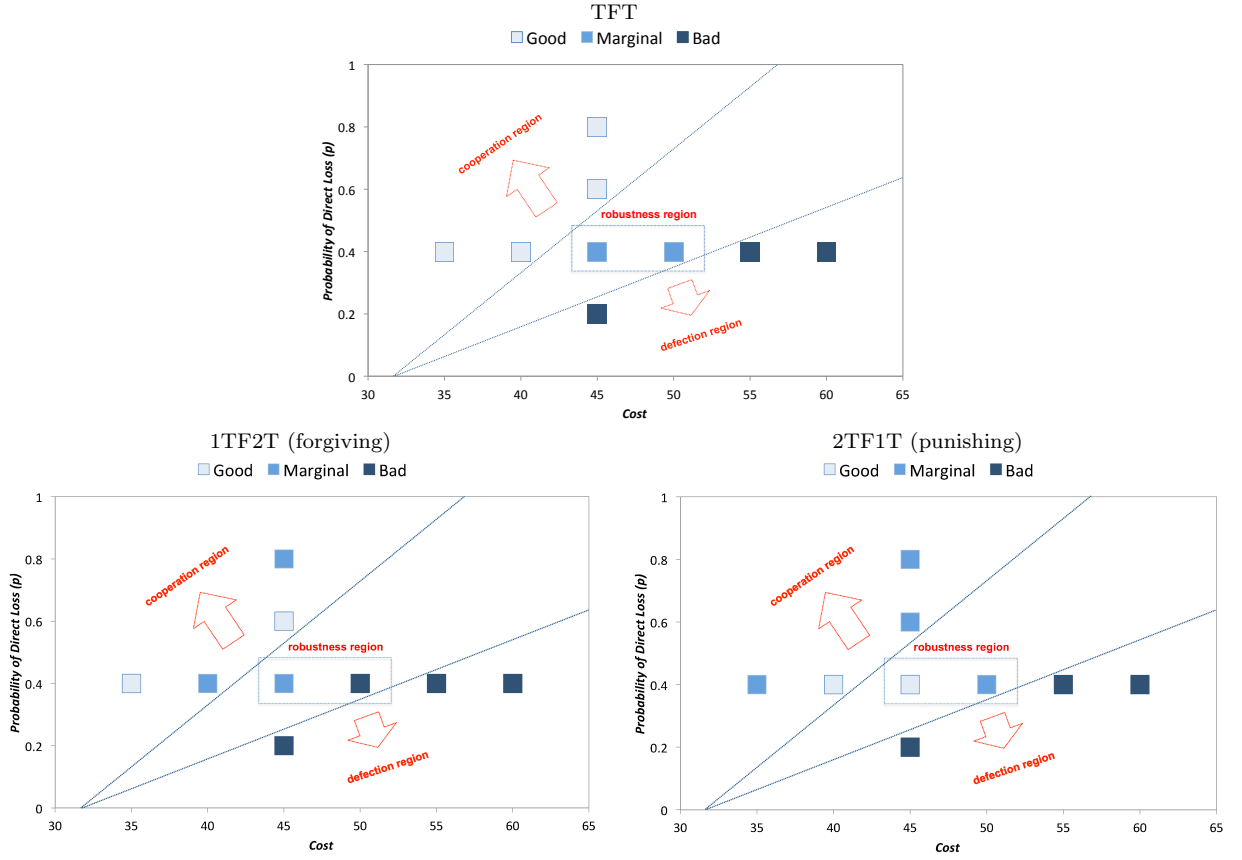 TFT
Good Marginal Bad
1
0.8
0.6
0.4
0.2
0
Probability of Direct Loss (p)
cooperation region
robustness region
defection region
30 35 40 45 50 55 60 65
Cost
1TF2T (forgiving)
Good Marginal Bad
1
0.8
0.6
0.4
0.2
0
Probability of Direct Loss (p)
cooperation region
robustness region
defection region
30 35 40 45 50 55 60 65
Cost
2TF1T (punishing)
Good Marginal Bad
1
0.8
0.6
0.4
0.2
0
Probability of Direct Loss (p)
cooperation region
robustness region
defection region
30 35 40 45 50 55 60 65
Cost